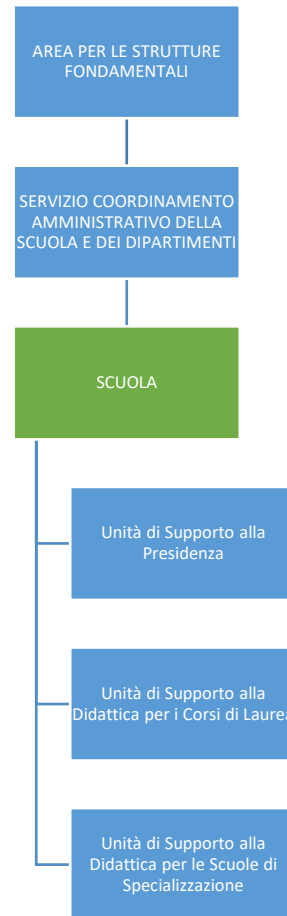 AREA PER LE STRUTTURE
FONDAMENTALI
SERVIZIO COORDINAMENTO
AMMINISTRATIVO DELLA
SCUOLA E DEI DIPARTIMENTI
SCUOLA
Unità di Supporto alla
Presidenza
Unità di Supporto alla
Didattica per i Corsi di Laurea
Unità di Supporto alla
Didattica per le Scuole di
Specializzazione